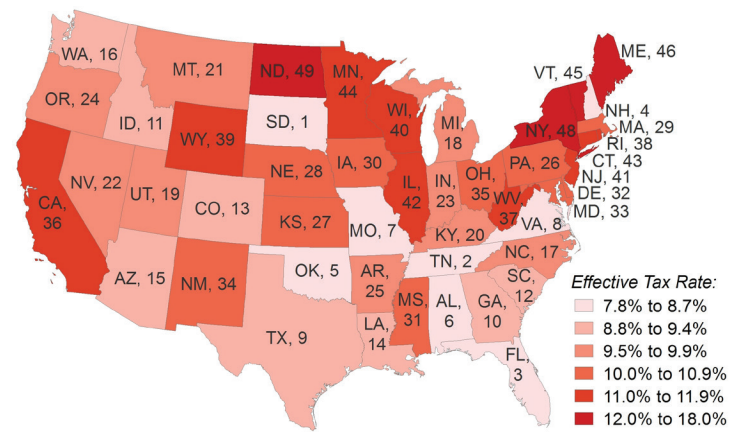 ME, 46
WA, 16
VT, 45
MT, 21
ND, 49
MN,
44
OR, 24
NH, 4
ID, 11
WI,
40
SD, 1
MI,
18
MA, 29
NY, 48
WY, 39
RI, 38
CT, 43
NE, 28
IA, 30
PA, 26
NJ, 41
NV, 22
UT, 19
IL,
42
IN,
23
OH,
35
DE, 32
CA,
36
CO, 13
WV,
37
MD, 33
KS, 27
MO, 7
VA, 8
KY, 20
NC, 17
TN, 2
AZ, 15
NM, 34
OK, 5
AR,
25
SC,
12
MS,
31
AL,
6
GA,
10
TX, 9
LA,
14
FL,
3
Effective Tax Rate:
7.8% to 8.7%
8.8% to 9.4%
9.5% to 9.9%
10.0% to 10.9%
11.0% to 11.9%
12.0% to 18.0%